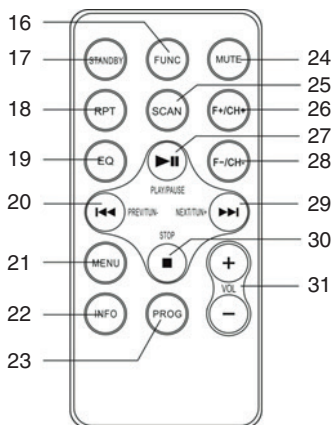 16
17 STANDBY FUNC MUTE 24
25
18 RPT SCAN F+/CH+ 26
27
19 EQ F-/CH- 28
PLAY/PAUSE
20 PREV/TUN- NEXT/TUN+ 29
STOP
30
21 MENU + 
VOL 31
22 INFO PROG −
23